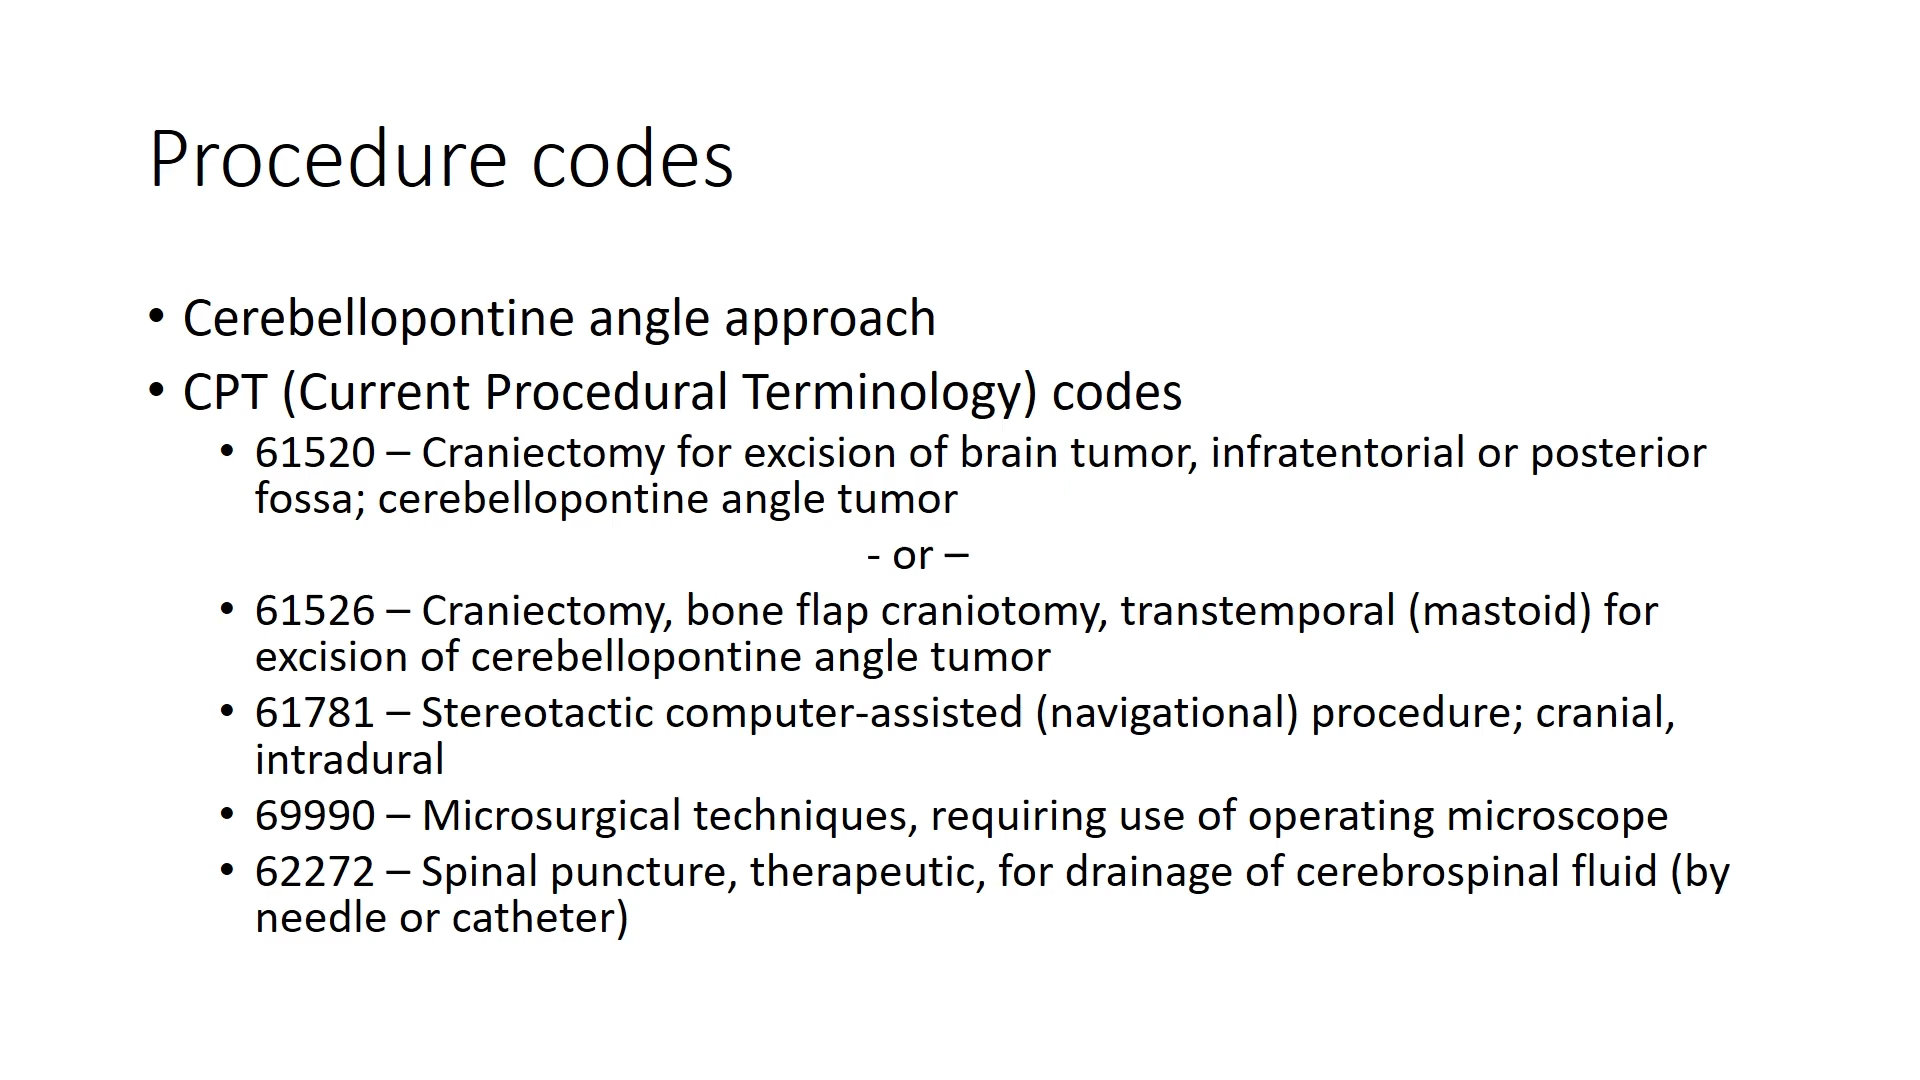 Procedure codes
• Cerebellopontine angle approach
• CPT (Current Procedural Terminology) codes
• 61520 – Craniectomy for excision of brain tumor, infratentorial or posterior
fossa; cerebellopontine angle tumor
- or –
• 61526 – Craniectomy, bone flap craniotomy, transtemporal (mastoid) for
excision of cerebellopontine angle tumor
• 61781 – Stereotactic computer-assisted (navigational) procedure; cranial,
intradural
• 69990 – Microsurgical techniques, requiring use of operating microscope
• 62272 – Spinal puncture, therapeutic, for drainage of cerebrospinal fluid (by
needle or catheter)